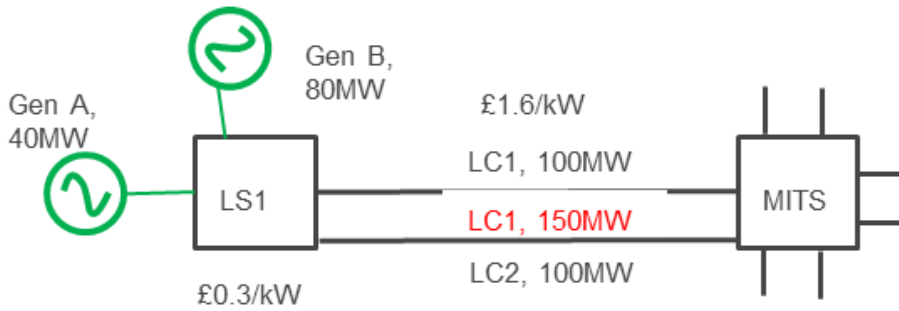 Gen A,
40MW
Gen B,
80MW
£1.6/kW
LC1, 100MW
LS1
LC1, 150MW
MITS
LC2, 100MW
£0.3/kW